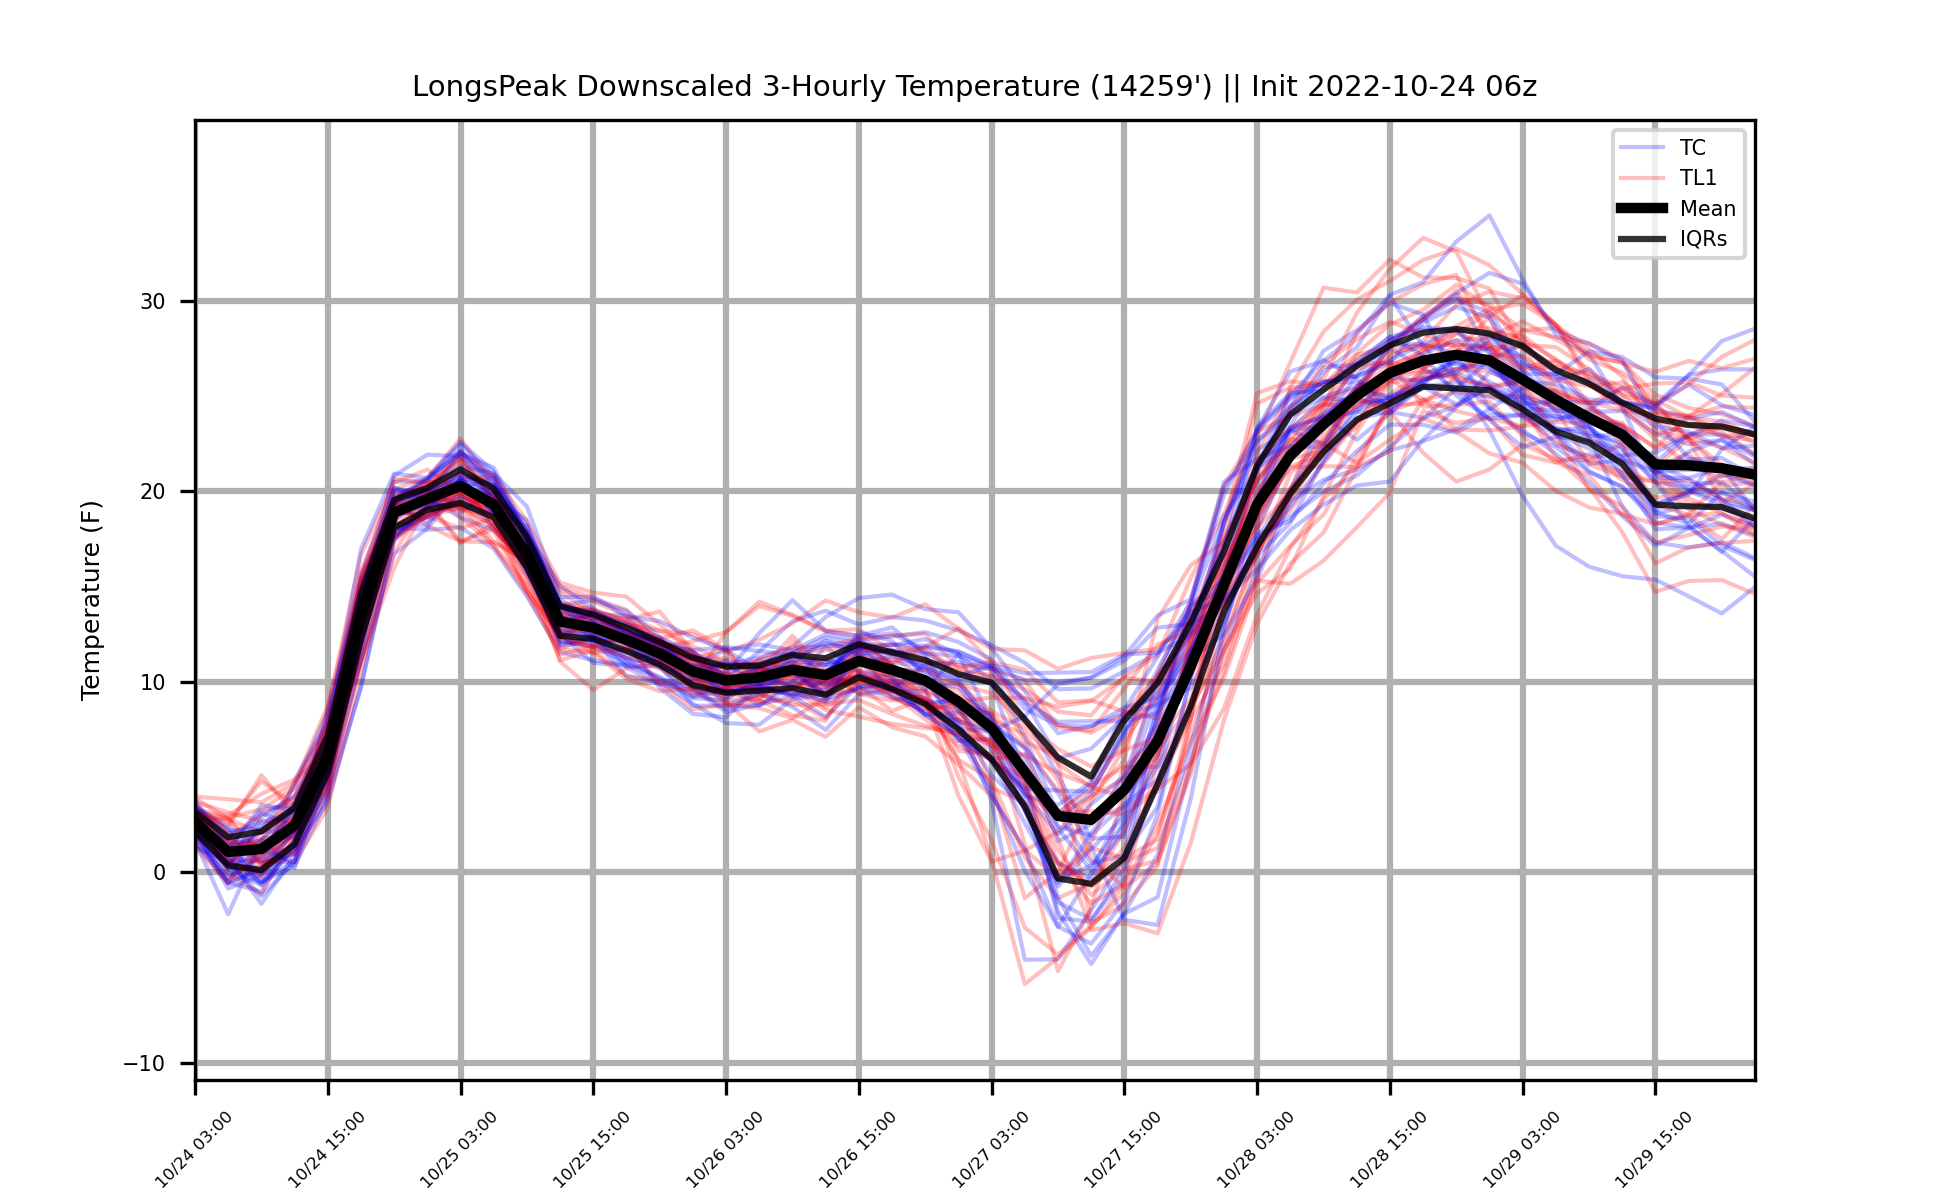 LongsPeak Downscaled 3-Hourly Temperature (14259') || Init 2022-10-24 06z
TC
TL1
Mean
IQRs
Temperature (F)
30
20
10
0
−10
10/24 03:00
10/24 15:00
10/25 03:00
10/25 15:00
10/26 03:00
10/26 15:00
10/27 03:00
10/27 15:00
10/28 03:00
10/28 15:00
10/29 03:00
10/29 15:00